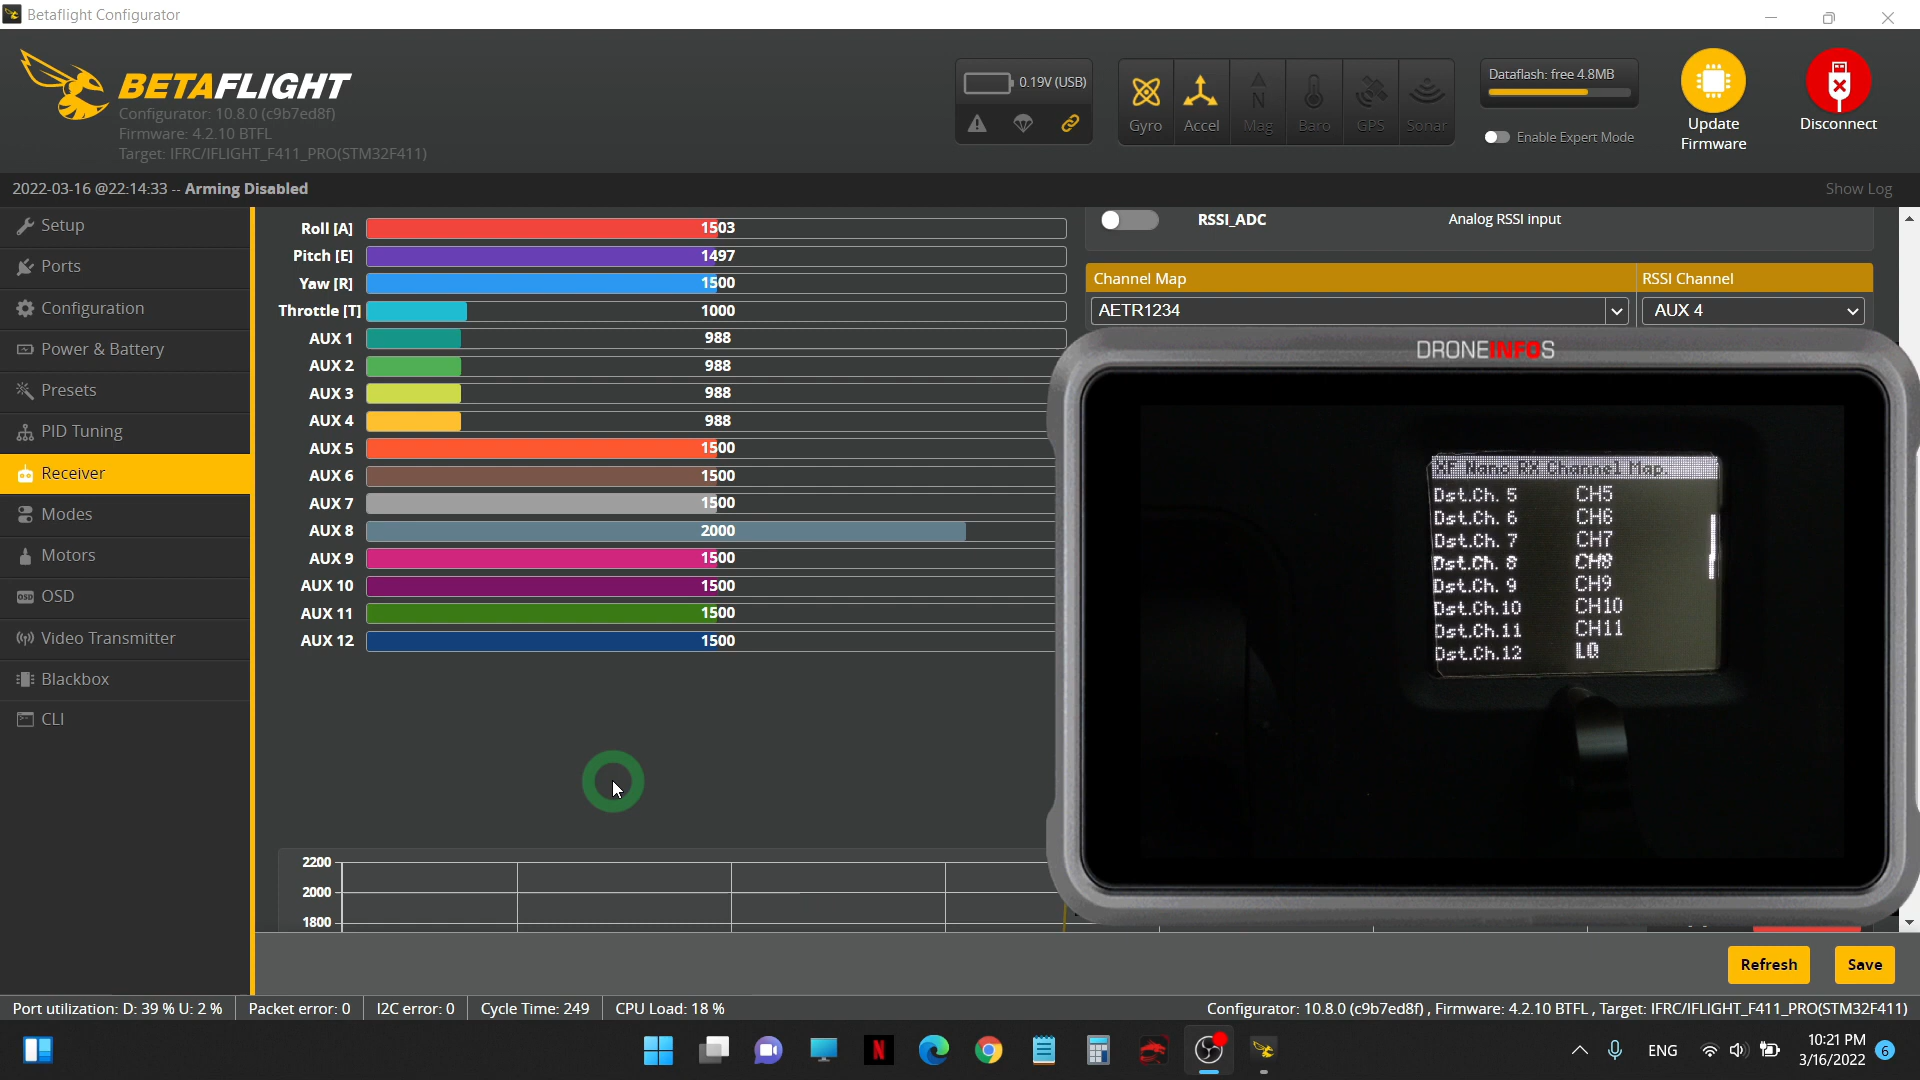 Betaflight Configurator
BETAFLIGHT
Configurator: 10.8.0 (c9b7ed8f)
Firmware: 4.2.10 BTFL
Target: IFRC/IFLIGHT_F411_PRO(STM32F411)
0.19V (USB)
Gyro
Accel
Mag
Baro
GPS
Sonar
Dataflash: free 4.8MB
Enable Expert Mode
Update
Firmware
Disconnect
2022-03-16 @22:14:33 -- Arming Disabled
Show Log
Setup
Ports
Configuration
Power & Battery
Presets
PID Tuning
Receiver
Modes
Motors
OSD
Video Transmitter
Blackbox
CLI
Roll [A] 1503
Pitch [E] 1497
Yaw [R] 1500
Throttle [T] 1000
AUX 1 988
AUX 2 988
AUX 3 988
AUX 4 988
AUX 5 1500
AUX 6 1500
AUX 7 1500
AUX 8 2000
AUX 9 1500
AUX 10 1500
AUX 11 1500
AUX 12 1500
2200
2000
1800
RSSI_ADC Analog RSSI input
Channel Map RSSI Channel
AETR1234 AUX 4
DRONEINFOS
XF Nano RX Channel Map.
Dst.Ch. 5 CH5
Dst.Ch. 6 CH6
Dst.Ch. 7 CH7
Dst.Ch. 8 CH8
Dst.Ch. 9 CH9
Dst.Ch.10 CH10
Dst.Ch.11 CH11
Dst.Ch.12 LQ
Refresh
Save
Port utilization: D: 39 % U: 2 %
Packet error: 0
I2C error: 0
Cycle Time: 249
CPU Load: 18 %
Configurator: 10.8.0 (c9b7ed8f) , Firmware: 4.2.10 BTFL , Target: IFRC/IFLIGHT_F411_PRO(STM32F411)
N
ENG
10:21 PM
3/16/2022
6